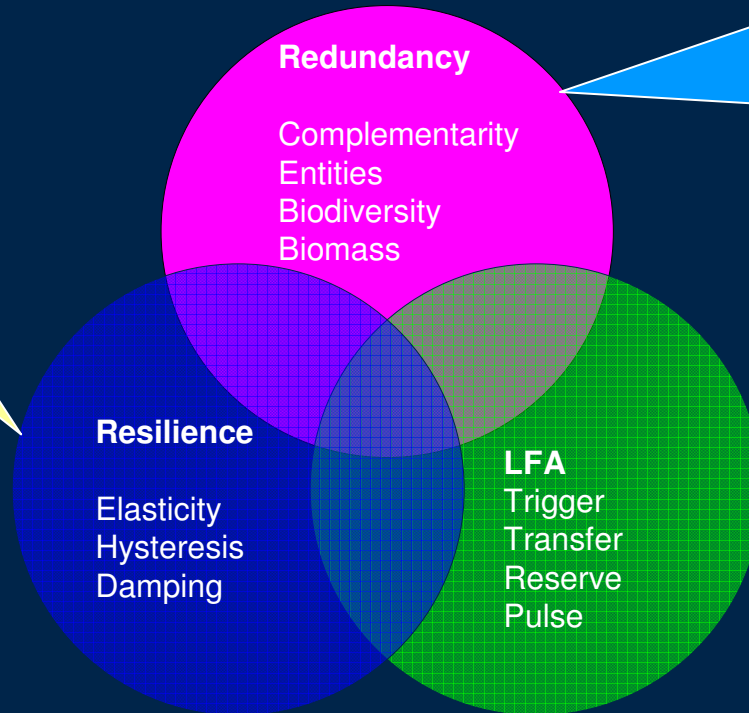 Redundancy
Complementarity
Entities
Biodiversity
Biomass
Resilience
Elasticity
Hysteresis
Damping
LFA
Trigger
Transfer
Reserve
Pulse